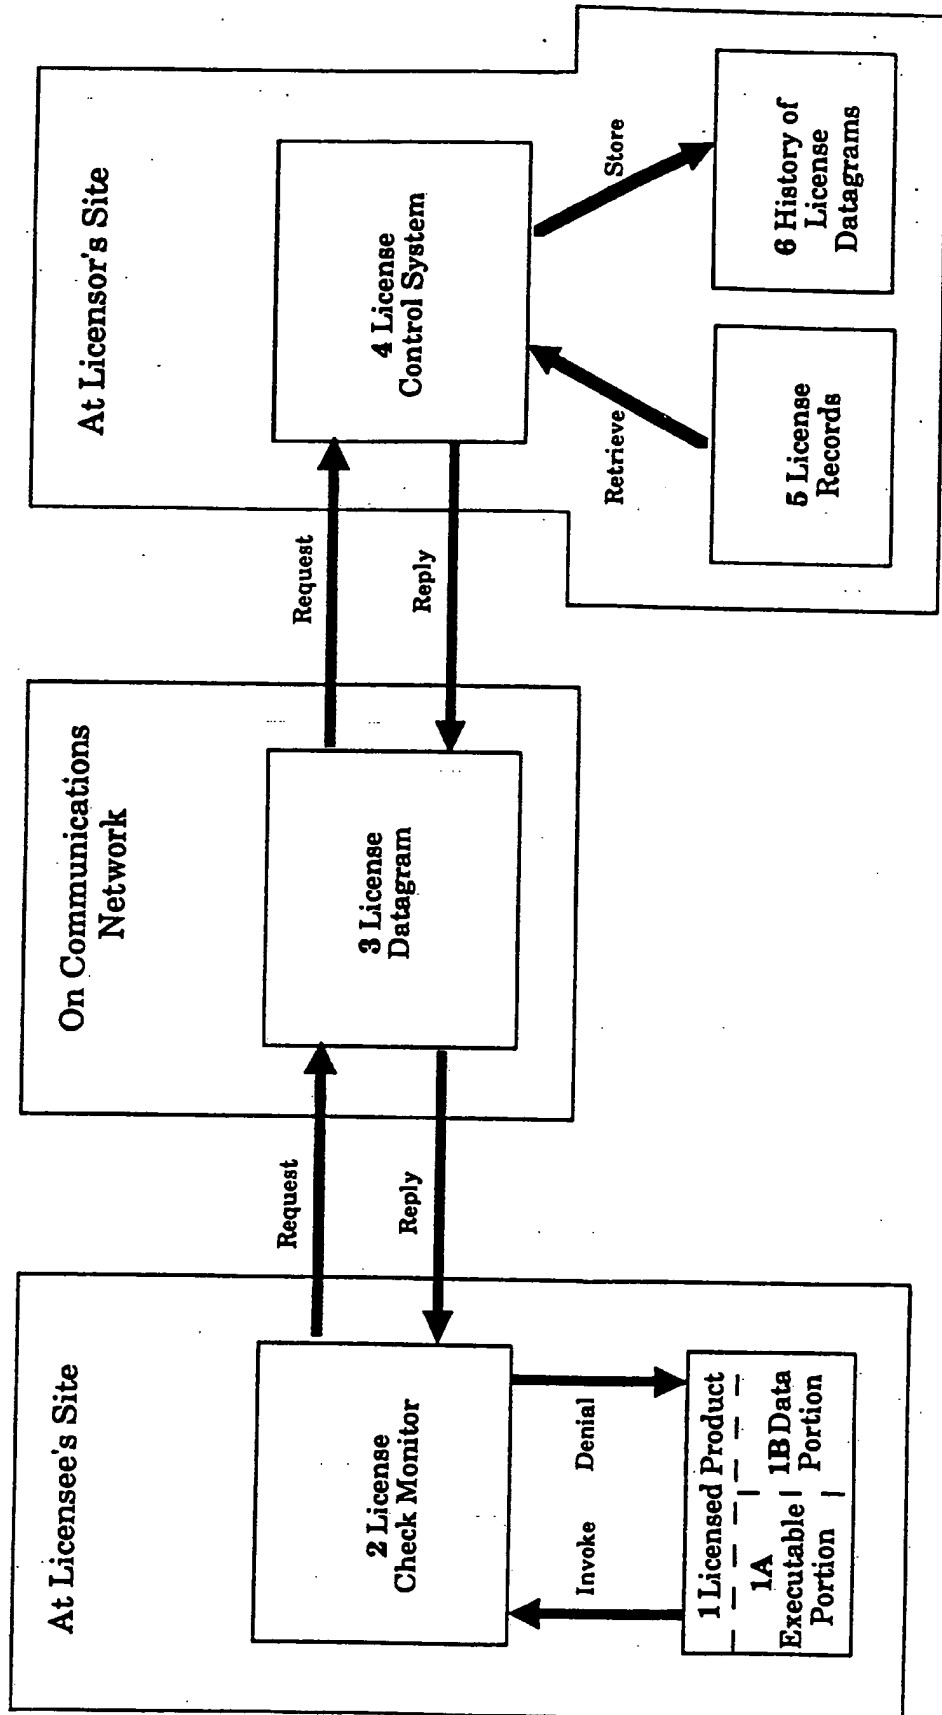 At Licensee's Site
2 License
Check Monitor
Invoke
Denial
1 Licensed Product
1A
Executable
Portion
1B Data
Portion
Request
Reply
On Communications
Network
3 License
Datagram
Request
Reply
At Licensor's Site
4 License
Control System
Retrieve
Store
5 License
Records
6 History of
License
Datagrams